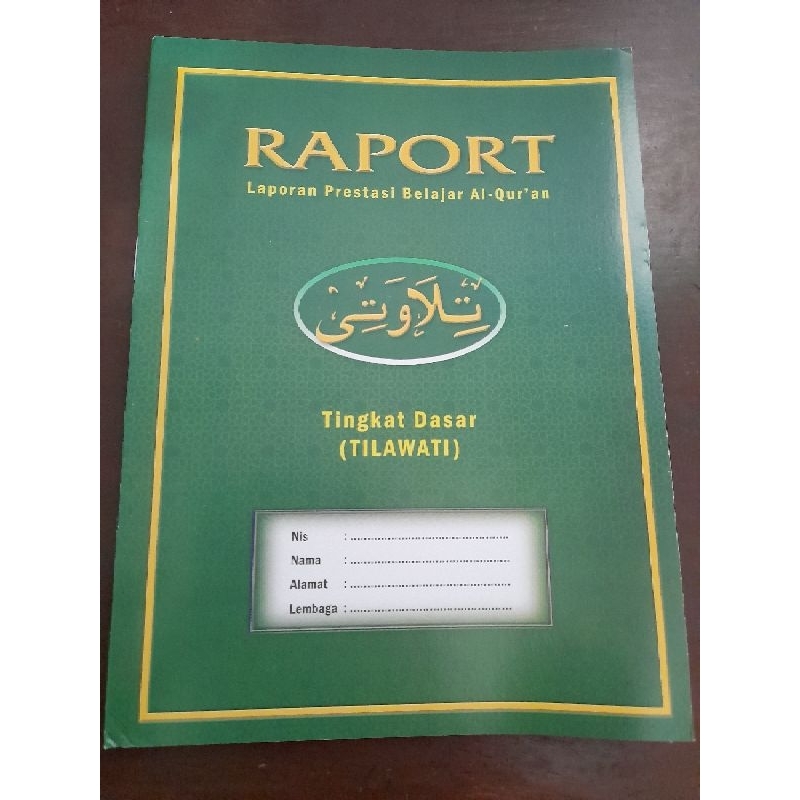 RAPORT
Laporan Prestasi Belajar Al-Qur'an
تِلَاوَتِى
Tingkat Dasar
(TILAWATI)
Nis : ........................................
Nama : ........................................
Alamat : ........................................
Lembaga : ........................................